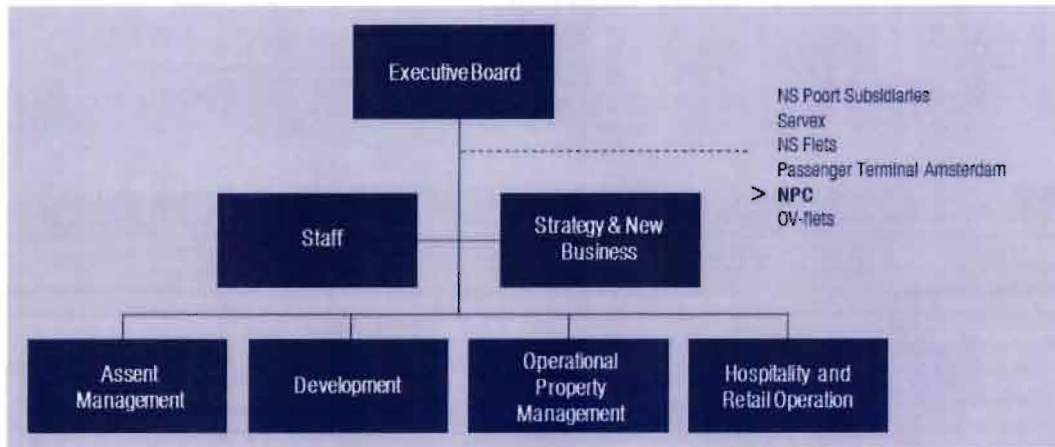 Executive Board
NS Poort Subsidiaries
Servex
NS Fiets
Passenger Terminal Amsterdam
> NPC
OV-fiets
Staff
Strategy & New
Business
Assent
Management
Development
Operational
Property
Management
Hospitality and
Retail Operation